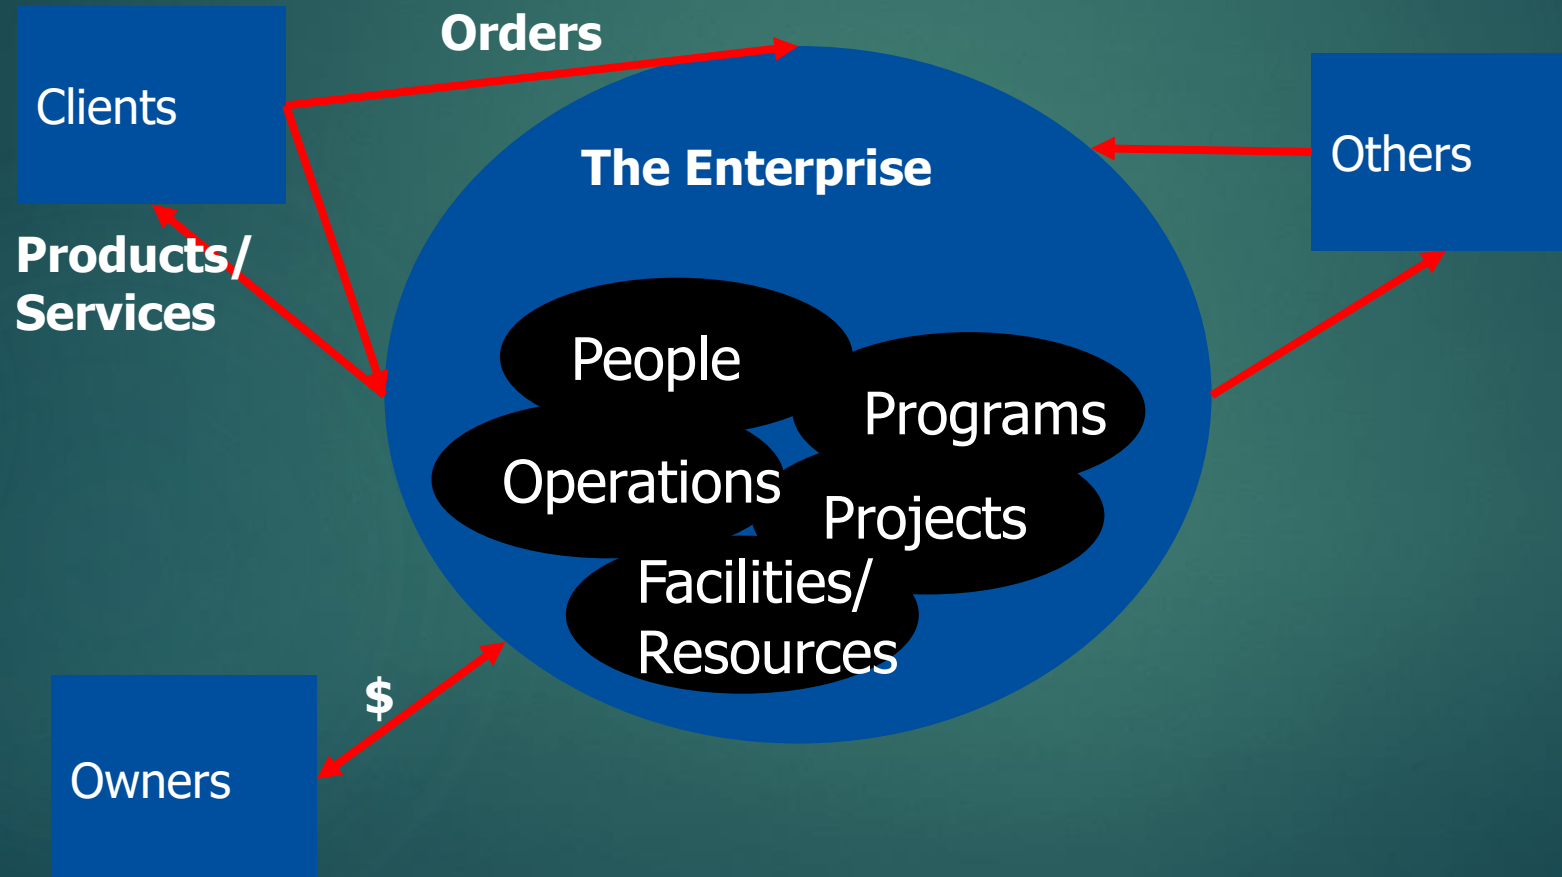 Orders
Clients
Others
The Enterprise
Products/
Services
People
Programs
Operations
Projects
Facilities/
Resources
$
Owners